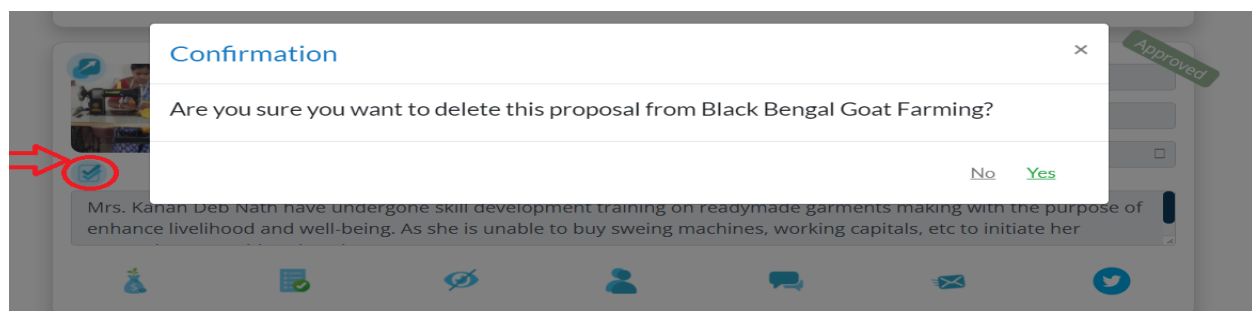 Confirmation
×
Approved
Are you sure you want to delete this proposal from Black Bengal Goat Farming?
No Yes
Mrs. Kanan Deb Nath have undergone skill development training on readymade garments making with the purpose of
enhance livelihood and well-being. As she is unable to buy sweing machines, working capitals, etc to initiate her